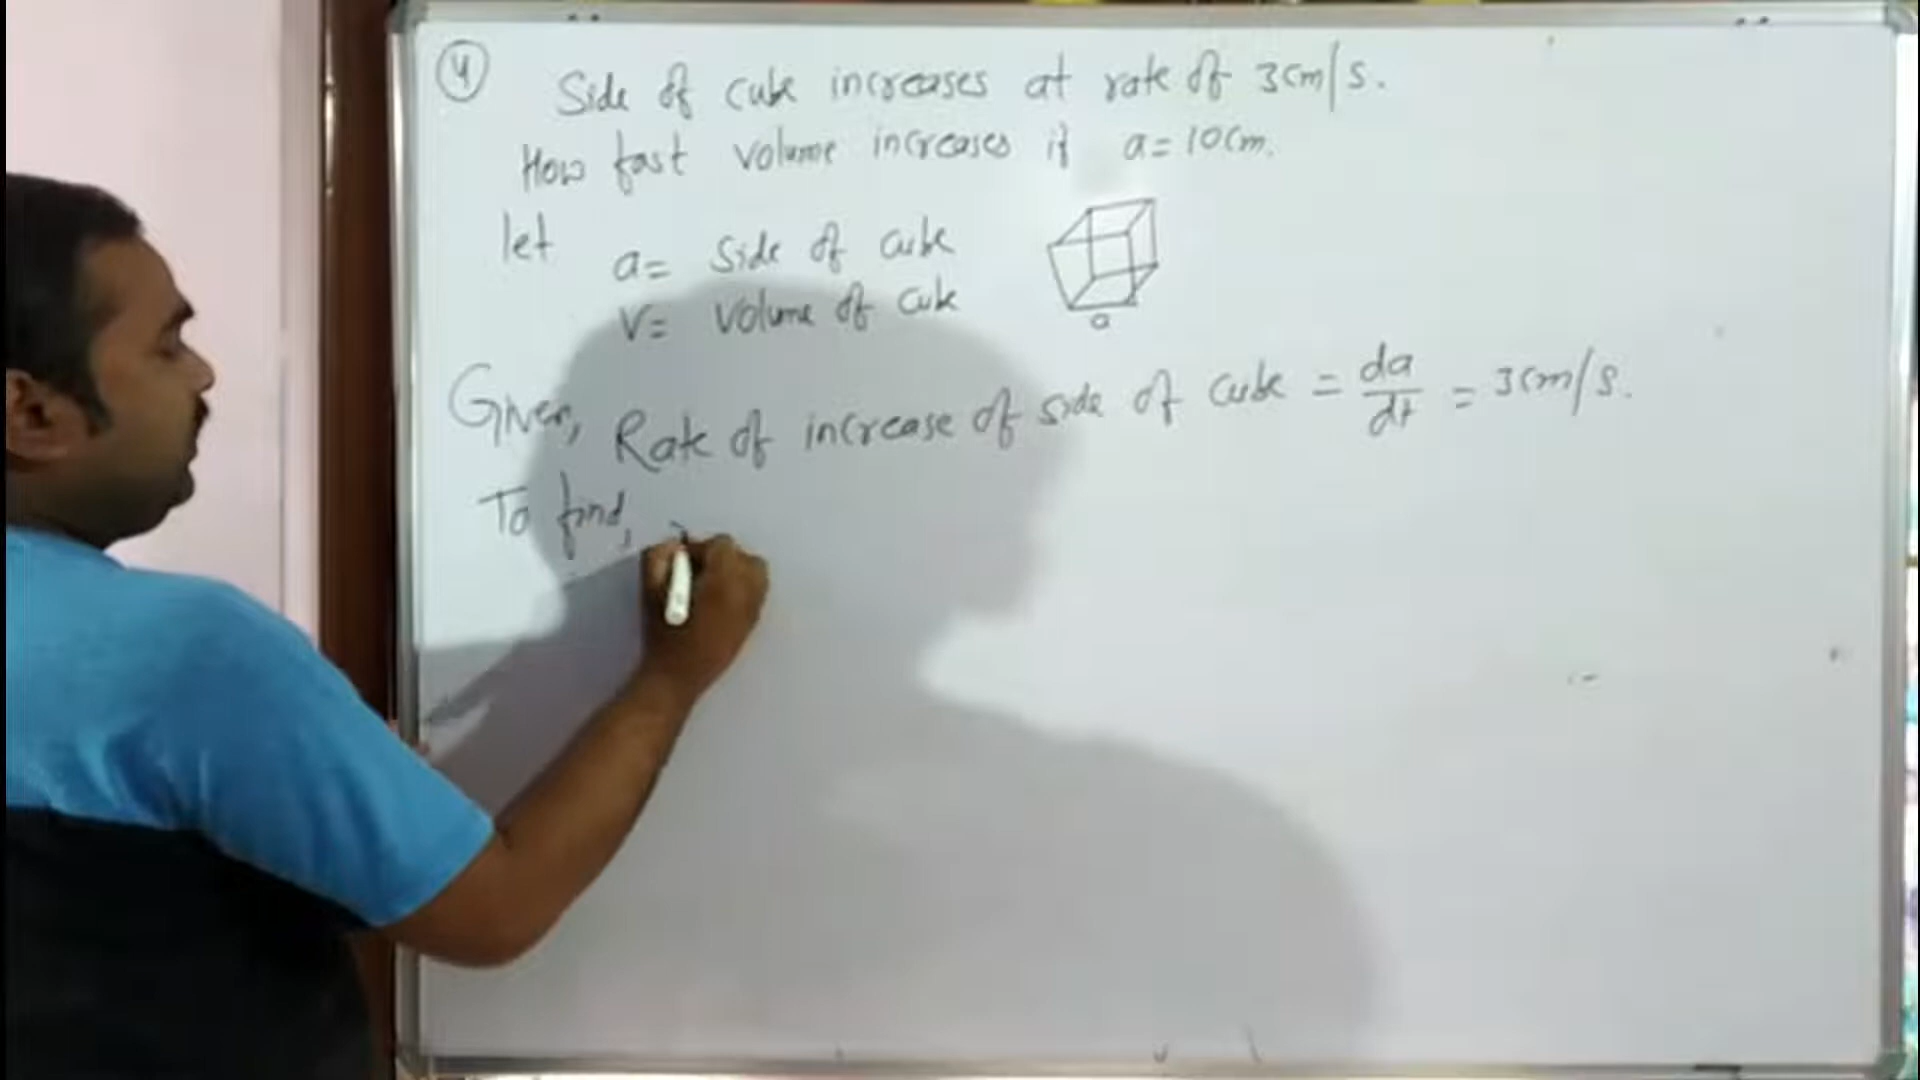 4 Side of cube increases at rate of 3cm/s.
How fast volume increases if a=10cm.
let a= side of cube
V= volume of cube
a
Given, Rate of increase of side of cube = da/dt = 3cm/s.
To find,